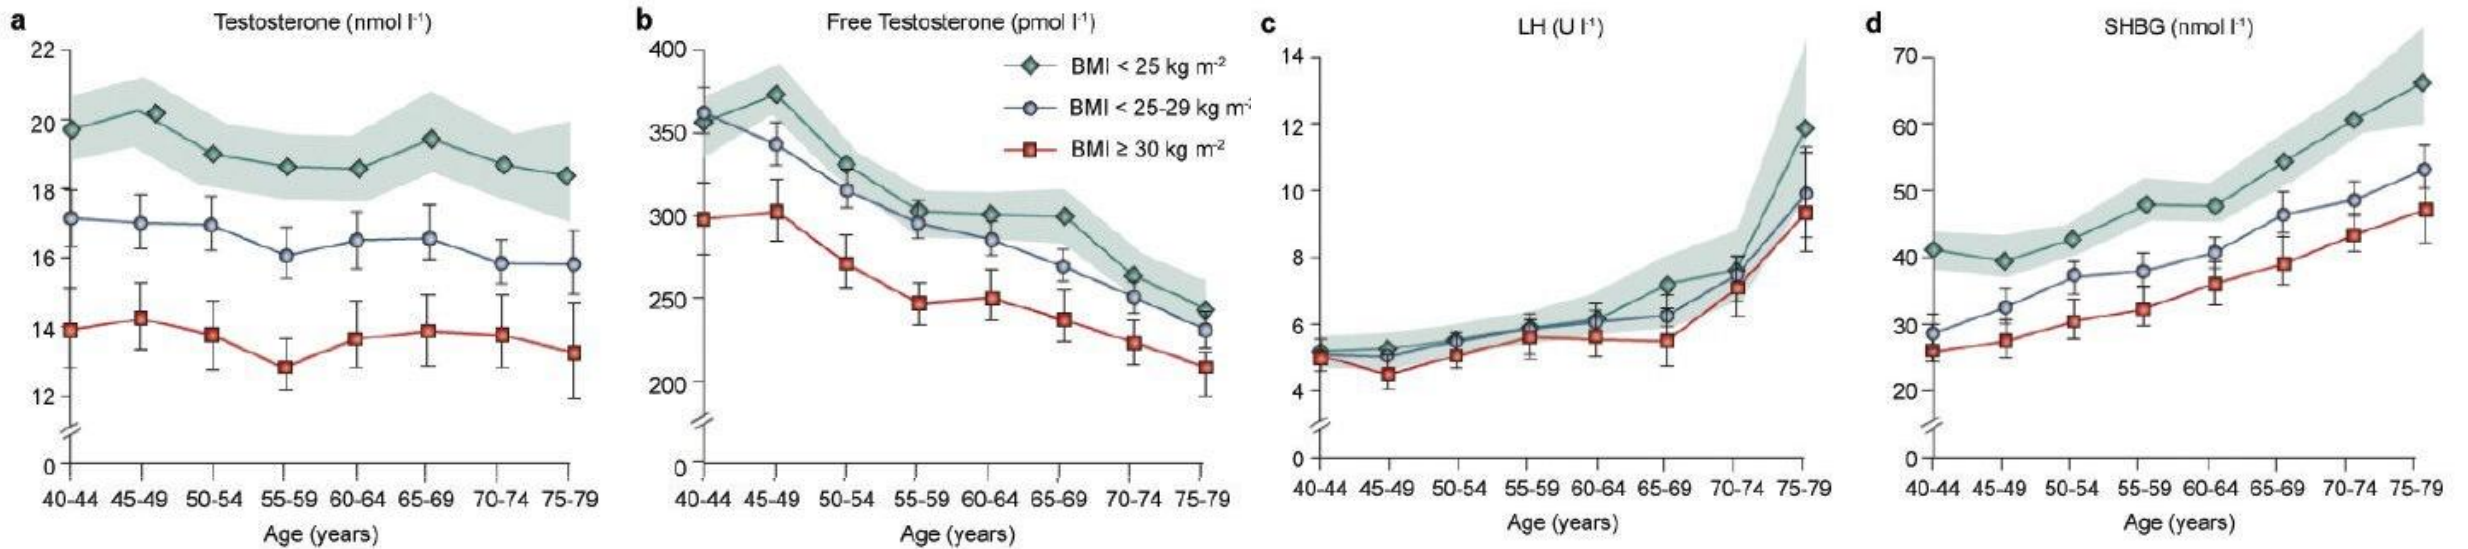 a
Testosterone (nmol l⁻¹)
22
20
18
16
14
12
0
40-44 45-49 50-54 55-59 60-64 65-69 70-74 75-79
Age (years)
b
Free Testosterone (pmol l⁻¹)
400
350
300
250
200
0
BMI < 25 kg m⁻²
BMI < 25-29 kg m⁻²
BMI ≥ 30 kg m⁻²
40-44 45-49 50-54 55-59 60-64 65-69 70-74 75-79
Age (years)
c
LH (U l⁻¹)
14
12
10
8
6
4
0
40-44 45-49 50-54 55-59 60-64 65-69 70-74 75-79
Age (years)
d
SHBG (nmol l⁻¹)
70
60
50
40
30
20
0
40-44 45-49 50-54 55-59 60-64 65-69 70-74 75-79
Age (years)